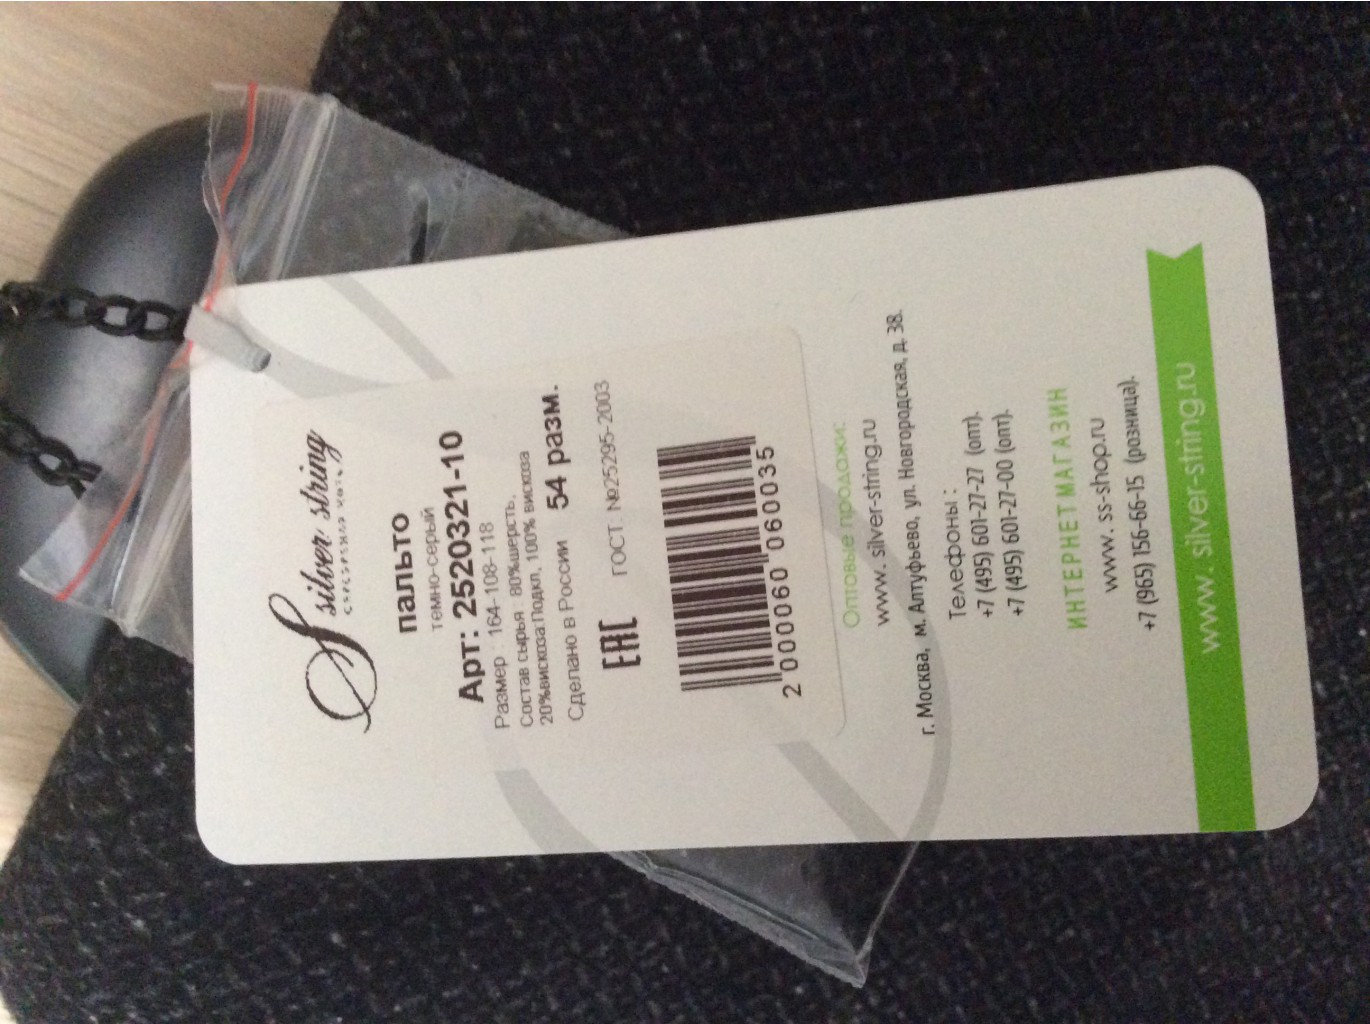 silver string
серебряная нить
пальто
темно-серый
Арт: 2520321-10
Размер : 164-108-118
Состав сырья : 80%шерсть,
20%вискоза:Подкл, 100% вискоза
Сделано в России 54 разм.
EAC ГОСТ. №25295-2003
2 000060 060035
Оптовые продажи:
www. silver-string.ru
г. Москва, м. Алтуфьево, ул. Новгородская, д. 38.
Телефоны :
+7 (495) 601-27-27 (опт).
+7 (495) 601-27-00 (опт).
ИНТЕРНЕТ МАГАЗИН
www. ss-shop.ru
+7 (965) 156-66-15 (розница).
www. silver-string.ru